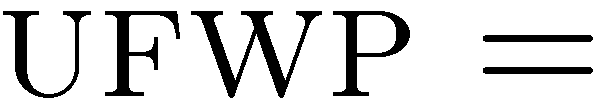 UFWP =